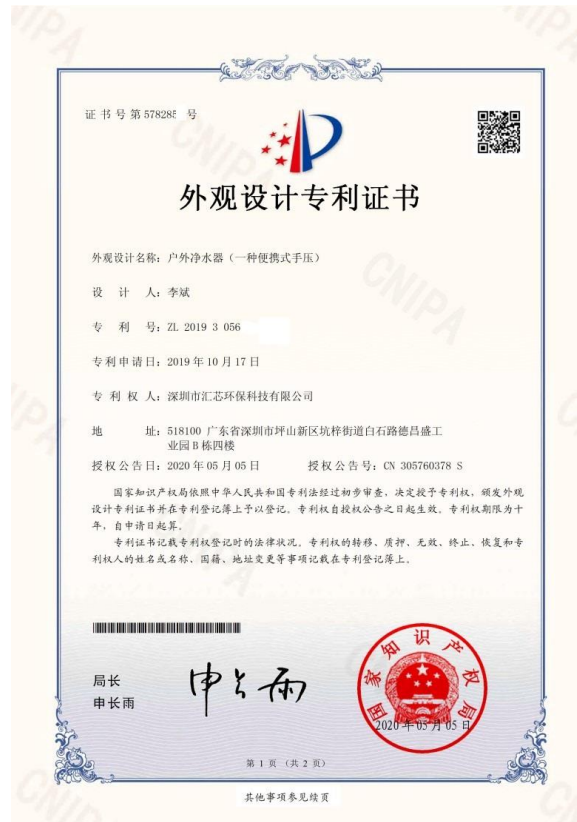 证书号第578285 号
外观设计专利证书
外观设计名称：户外净水器（一种便携式手压）
设 计 人：李斌
专 利 号：ZL 2019 3 056
专利申请日：2019年10月17日
专 利 权 人：深圳市汇芯环保科技有限公司
地 址：518100 广东省深圳市坪山新区坑梓街道白石路德昌盛工
业园B栋四楼
授权公告日：2020年05月05日 授权公告号：CN 305760378 S
国家知识产权局依照中华人民共和国专利法经过初步审查，决定授予专利权，颁发外观
设计专利证书并在专利登记簿上予以登记。专利权自授权公告之日起生效。专利权期限为十
年，自申请日起算。
专利证书记载专利权登记时的法律状况。专利权的转移、质押、无效、终止、恢复和专
利权人的姓名或名称、国籍、地址变更等事项记载在专利登记簿上。
局长
申长雨
申长雨
国家知识产权局
2020年05月05日
第 1 页 （共 2 页）
其他事项参见续页
CNIPA